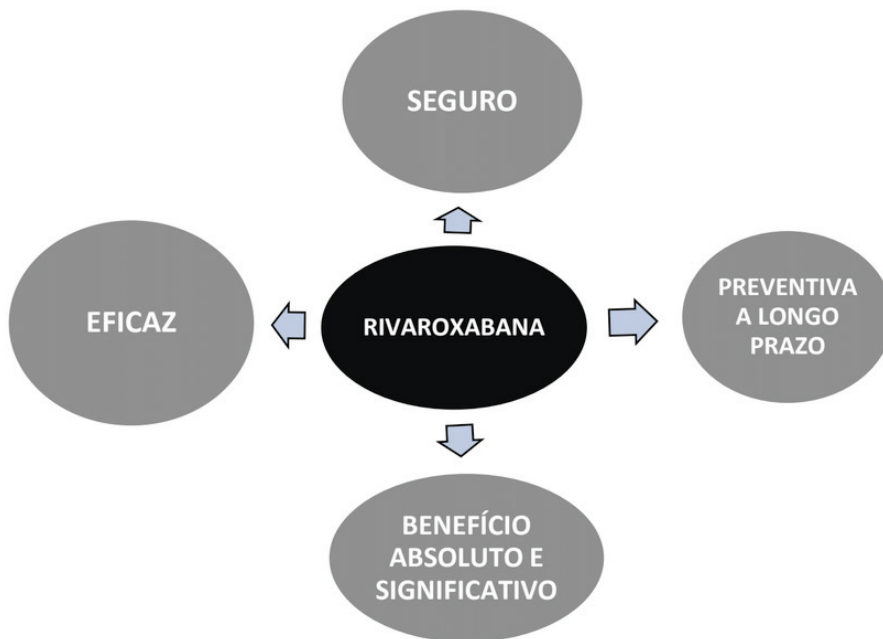 SEGURO
EFICAZ
RIVAROXABANA
PREVENTIVA
A LONGO
PRAZO
BENEFÍCIO
ABSOLUTO E
SIGNIFICATIVO